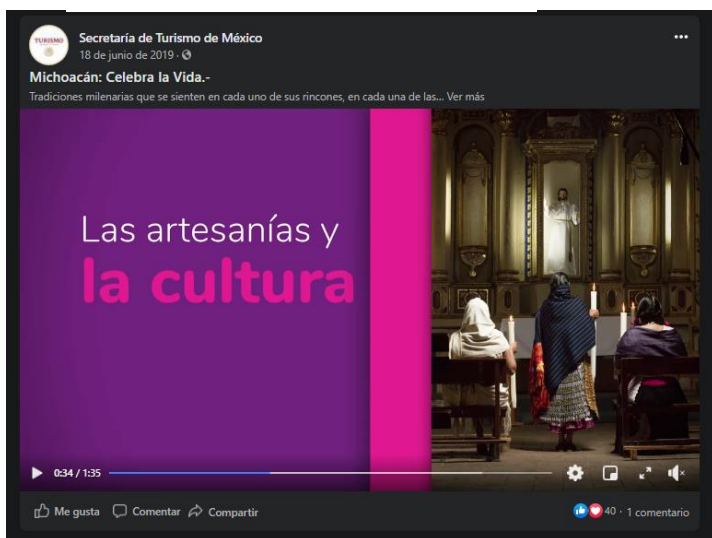 TURISMO
Secretaría de Turismo de México
18 de junio de 2019 ·
Michoacán: Celebra la Vida.-
Tradiciones milenarias que se sienten en cada uno de sus rincones, en cada una de las... Ver más
Las artesanías y
la cultura
0:34 / 1:35
Me gusta Comentar Compartir 40 · 1 comentario